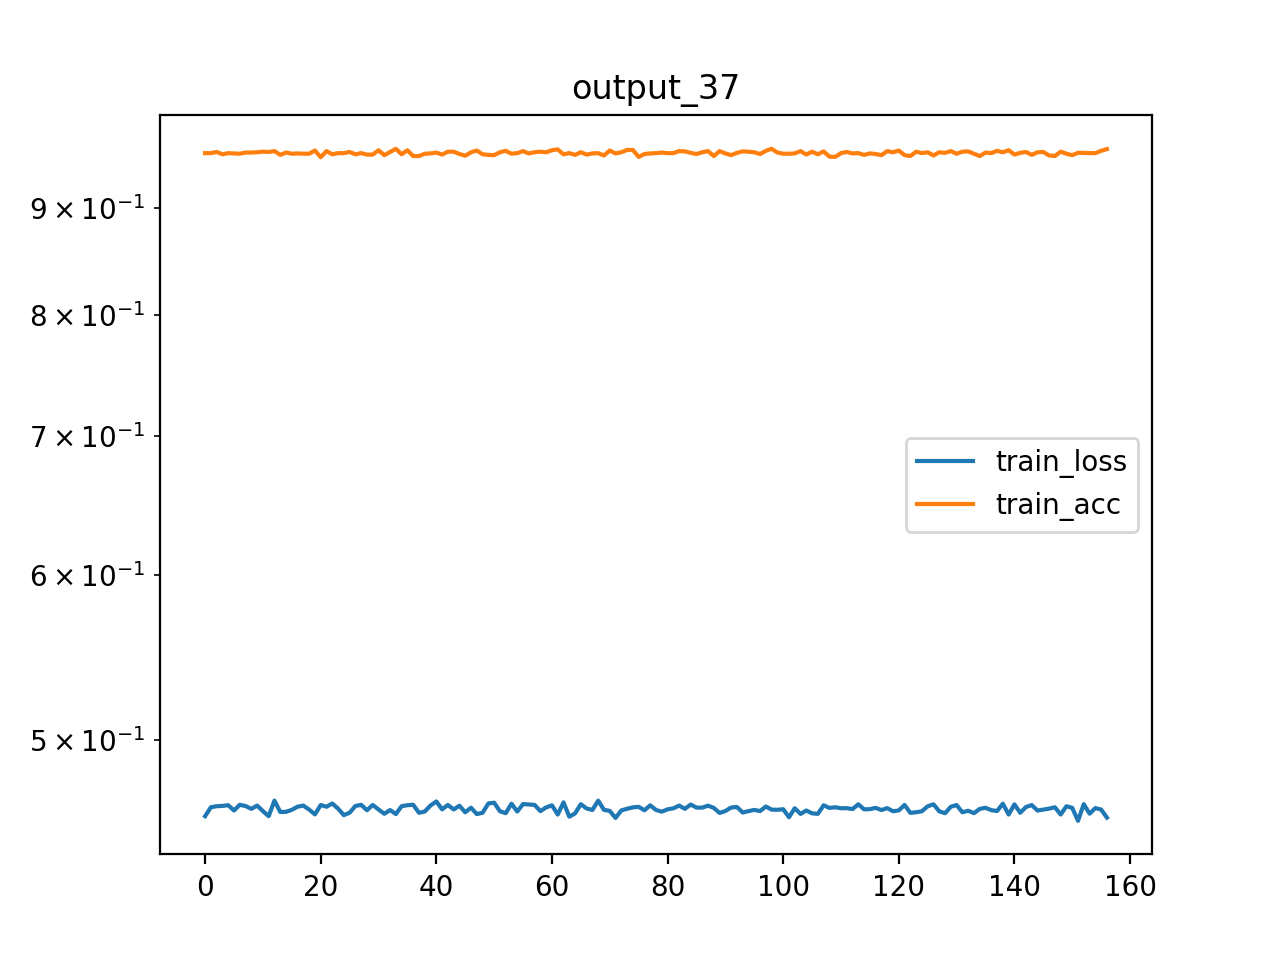 output_37
9 × 10⁻¹
8 × 10⁻¹
7 × 10⁻¹
6 × 10⁻¹
5 × 10⁻¹
train_loss
train_acc
0 20 40 60 80 100 120 140 160